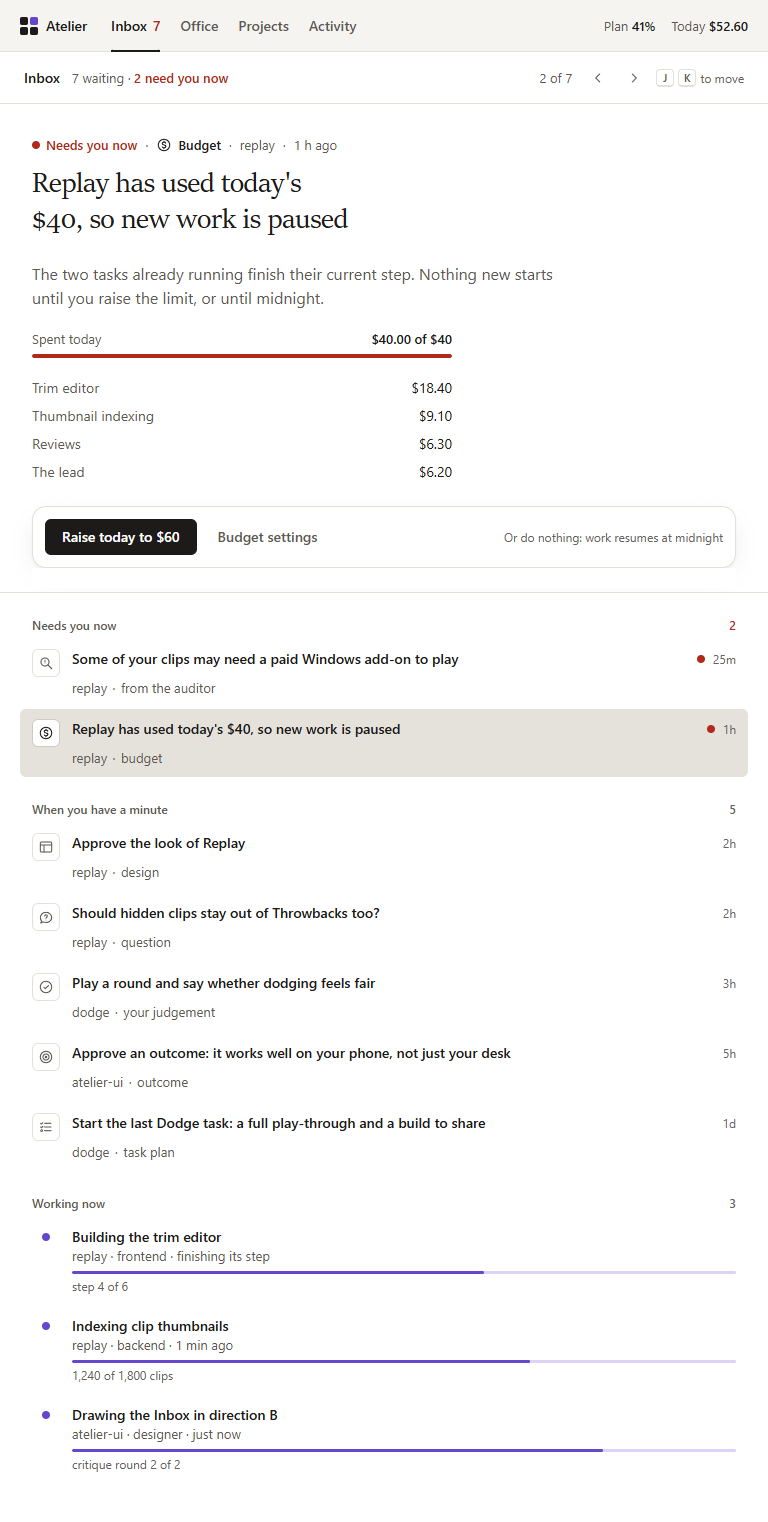 Atelier Inbox 7 Office Projects Activity Plan 41% Today $52.60
Inbox 7 waiting · 2 need you now 2 of 7 J K to move
Needs you now · Budget · replay · 1 h ago
Replay has used today's
$40, so new work is paused
The two tasks already running finish their current step. Nothing new starts
until you raise the limit, or until midnight.
Spent today $40.00 of $40
Trim editor $18.40
Thumbnail indexing $9.10
Reviews $6.30
The lead $6.20
Raise today to $60 Budget settings Or do nothing: work resumes at midnight
Needs you now 2
Some of your clips may need a paid Windows add-on to play 25m
replay · from the auditor
Replay has used today's $40, so new work is paused 1h
replay · budget
When you have a minute 5
Approve the look of Replay 2h
replay · design
Should hidden clips stay out of Throwbacks too? 2h
replay · question
Play a round and say whether dodging feels fair 3h
dodge · your judgement
Approve an outcome: it works well on your phone, not just your desk 5h
atelier-ui · outcome
Start the last Dodge task: a full play-through and a build to share 1d
dodge · task plan
Working now 3
Building the trim editor
replay · frontend · finishing its step
step 4 of 6
Indexing clip thumbnails
replay · backend · 1 min ago
1,240 of 1,800 clips
Drawing the Inbox in direction B
atelier-ui · designer · just now
critique round 2 of 2